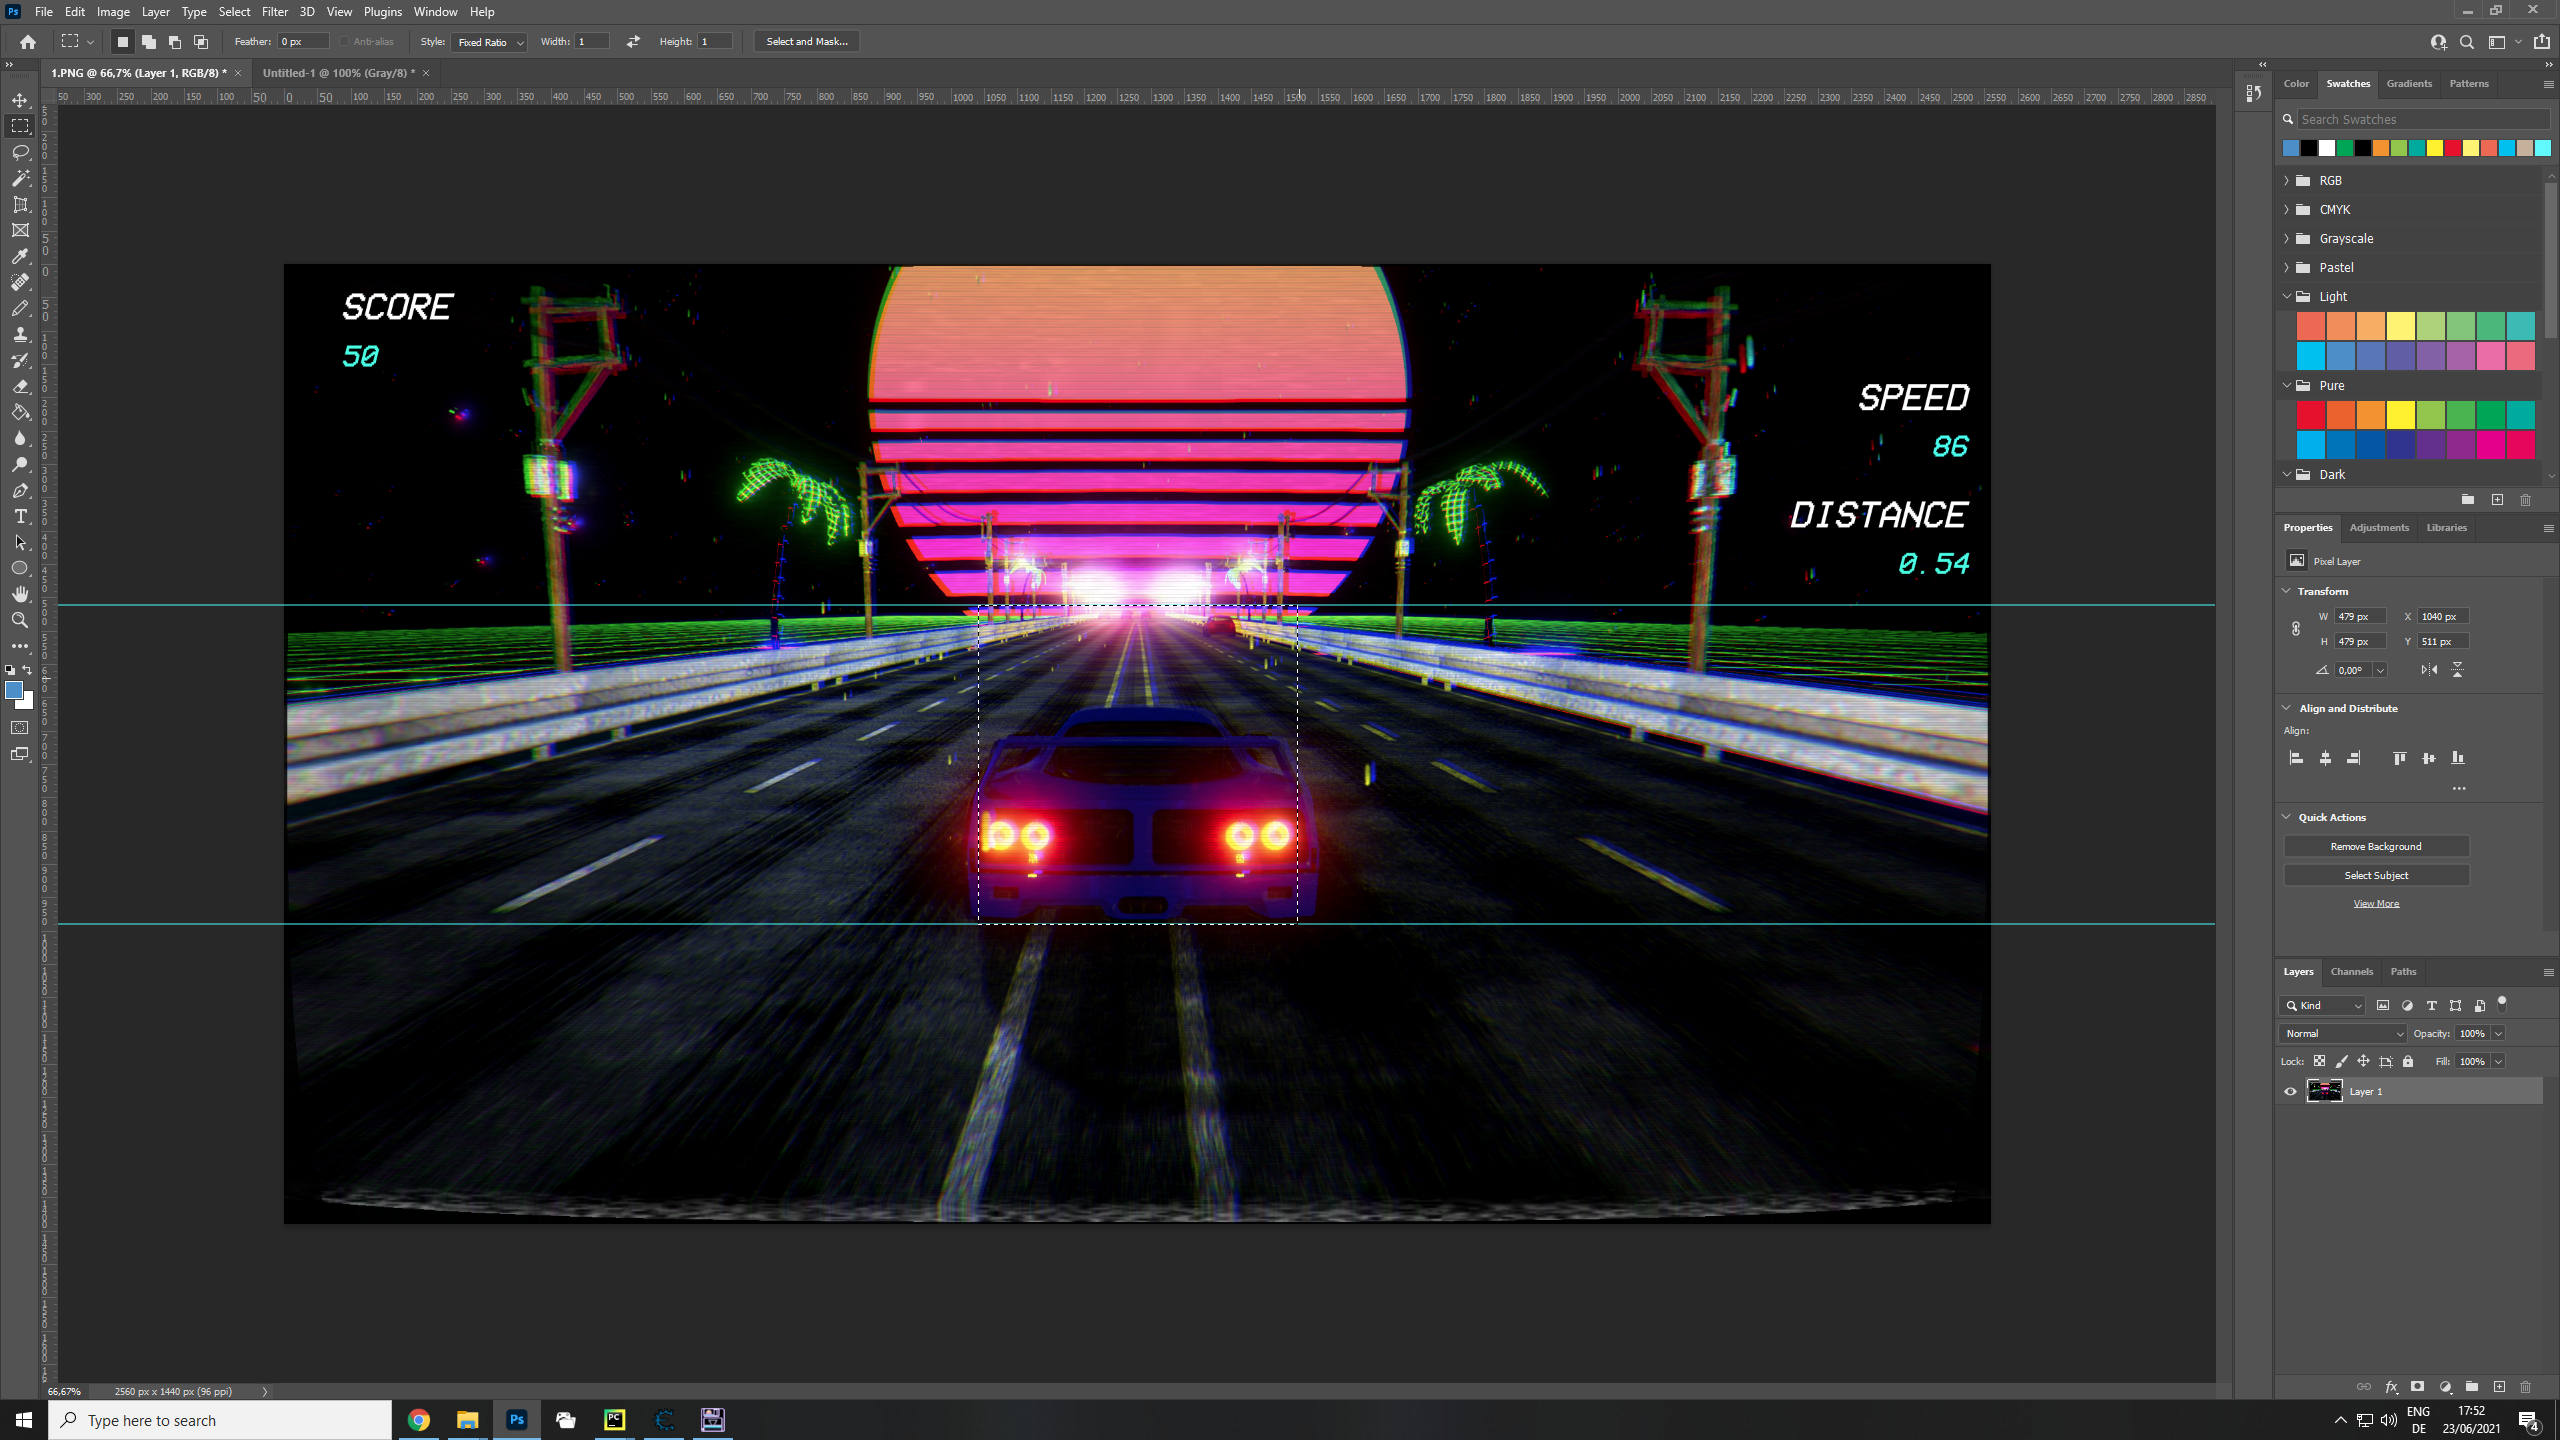 File Edit Image Layer Type Select Filter 3D View Plugins Window Help
Feather: 0 px Anti-alias Style: Fixed Ratio Width: 1 Height: 1 Select and Mask...
1.PNG @ 66,7% (Layer 1, RGB/8) * × Untitled-1 @ 100% (Gray/8) * ×
Color Swatches Gradients Patterns
Search Swatches
RGB
CMYK
Grayscale
Pastel
Light
Pure
Dark
SCORE
50
SPEED
86
DISTANCE
0.54
Properties Adjustments Libraries
Pixel Layer
Transform
W 479 px X 1040 px
H 479 px Y 511 px
0,00°
Align and Distribute
Align:
Quick Actions
Remove Background
Select Subject
View More
Layers Channels Paths
Kind
Normal Opacity: 100%
Lock: Fill: 100%
Layer 1
66,67% 2560 px x 1440 px (96 ppi)
Type here to search
ENG
DE
17:52
23/06/2021
4